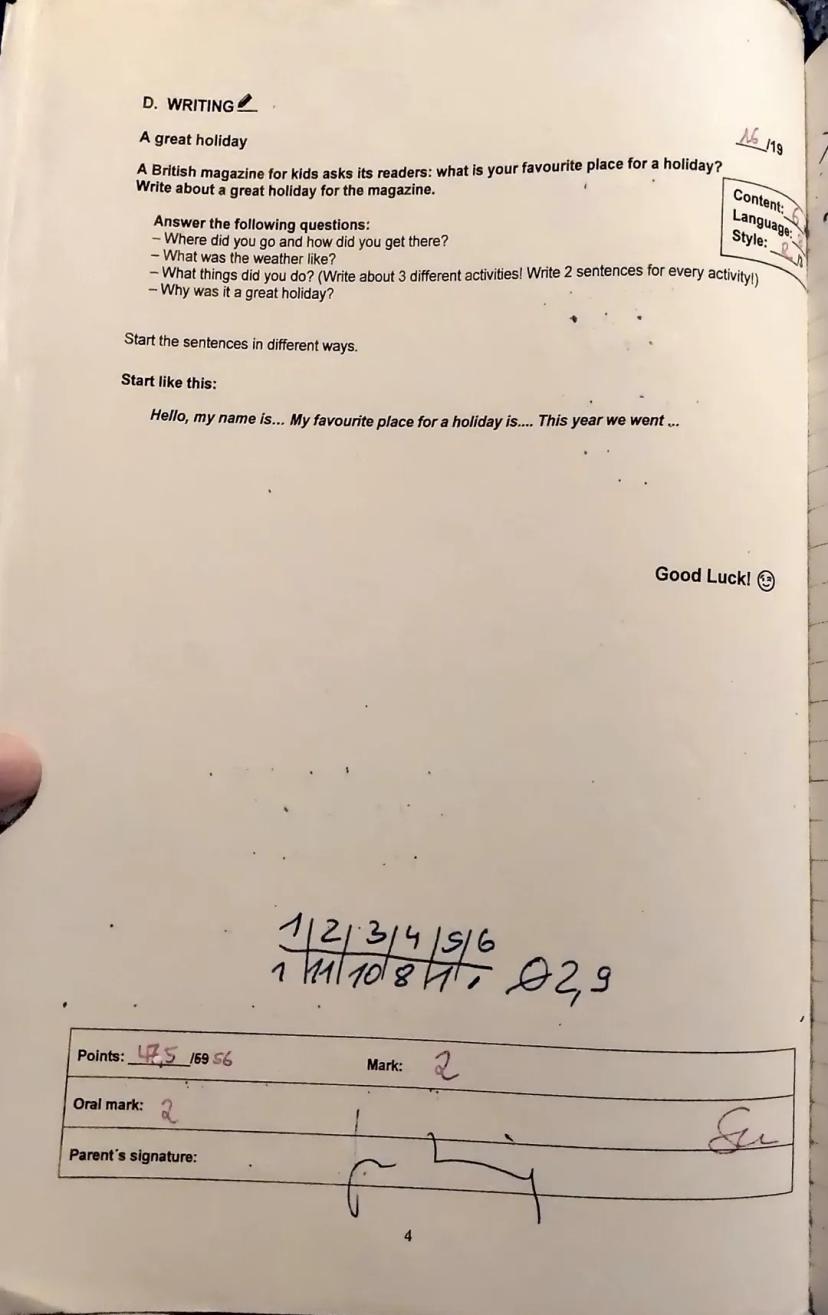 D. WRITING
A great holiday
16/19
A British magazine for kids asks its readers: what is your favourite place for a holiday?
Write about a great holiday for the magazine.
Content: 6
Language:
Style: 2
Answer the following questions:
– Where did you go and how did you get there?
– What was the weather like?
– What things did you do? (Write about 3 different activities! Write 2 sentences for every activity!)
– Why was it a great holiday?
Start the sentences in different ways.
Start like this:
Hello, my name is... My favourite place for a holiday is.... This year we went ...
Good Luck!
1 | 2 | 3 | 4 | 5 | 6
1 | 11 | 10 | 8 | 1 | . Ø 2,9
Points: 47,5 /59 56 Mark: 2
Oral mark: 2
Parent´s signature:
4